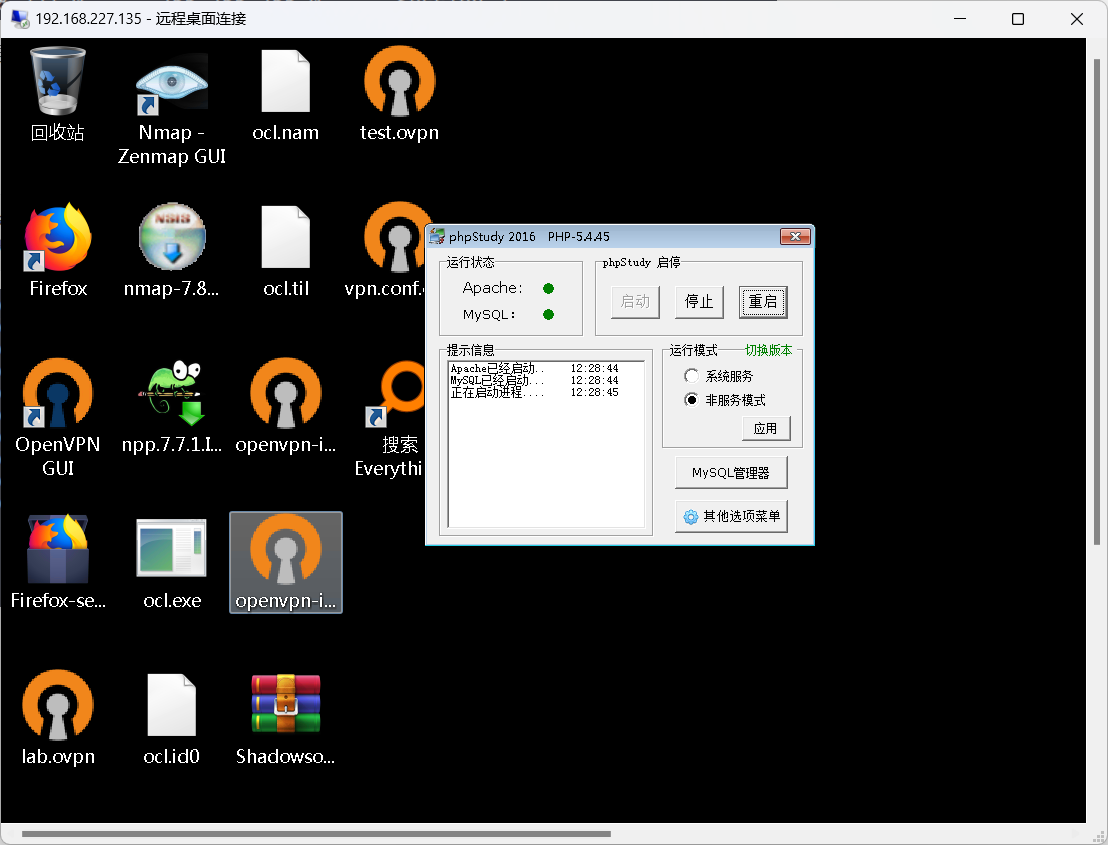 192.168.227.135 - 远程桌面连接
回收站
Nmap -
Zenmap GUI
ocl.nam
test.ovpn
Firefox
NSIS
nmap-7.8...
ocl.til
vpn.conf.
OpenVPN
GUI
npp.7.7.1.I...
openvpn-i...
搜索
Everythi
Firefox-se...
ocl.exe
openvpn-i...
lab.ovpn
ocl.id0
Shadowso...
phpStudy 2016 PHP-5.4.45
运行状态
Apache:
MySQL:
phpStudy 启停
启动
停止
重启
提示信息
Apache已经启动.. 12:28:44
MySQL已经启动... 12:28:44
正在启动进程.... 12:28:45
运行模式
切换版本
系统服务
非服务模式
应用
MySQL管理器
其他选项菜单